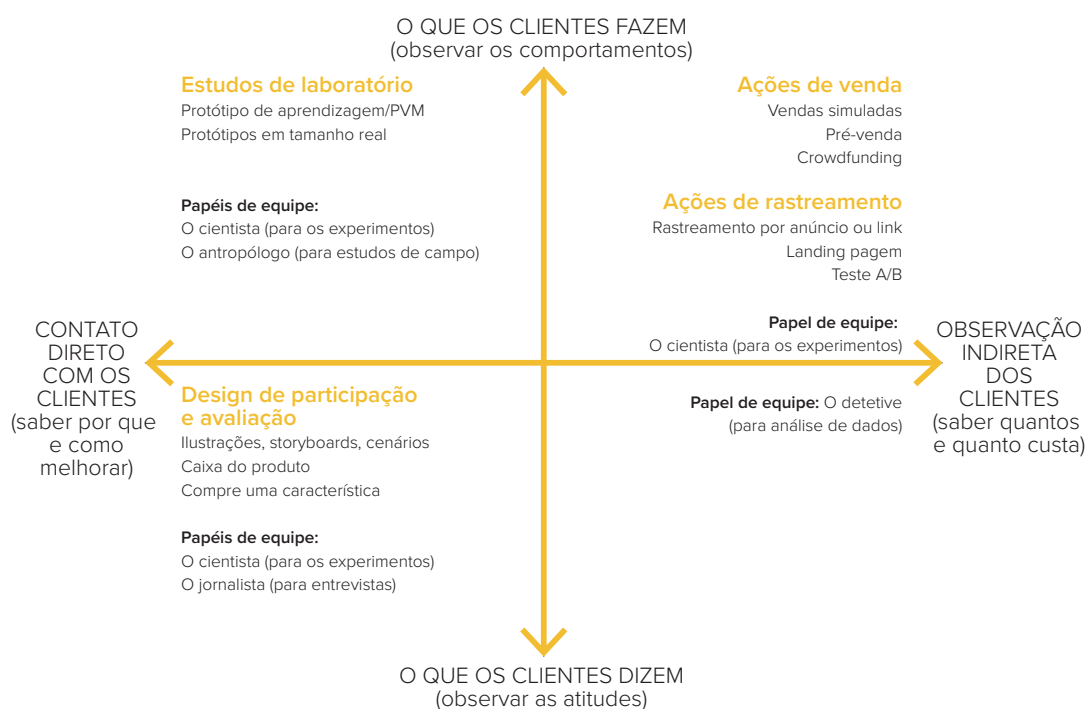 O QUE OS CLIENTES FAZEM
(observar os comportamentos)
Estudos de laboratório
Protótipo de aprendizagem/PVM
Protótipos em tamanho real
Papéis de equipe:
O cientista (para os experimentos)
O antropólogo (para estudos de campo)
Ações de venda
Vendas simuladas
Pré-venda
Crowdfunding
Ações de rastreamento
Rastreamento por anúncio ou link
Landing pagem
Teste A/B
Papel de equipe:
O cientista (para os experimentos)
CONTATO
DIRETO
COM OS
CLIENTES
(saber por que
e como
melhorar)
OBSERVAÇÃO
INDIRETA
DOS
CLIENTES
(saber quantos
e quanto custa)
Design de participação
e avaliação
Ilustrações, storyboards, cenários
Caixa do produto
Compre uma característica
Papéis de equipe:
O cientista (para os experimentos)
O jornalista (para entrevistas)
Papel de equipe: O detetive
(para análise de dados)
O QUE OS CLIENTES DIZEM
(observar as atitudes)